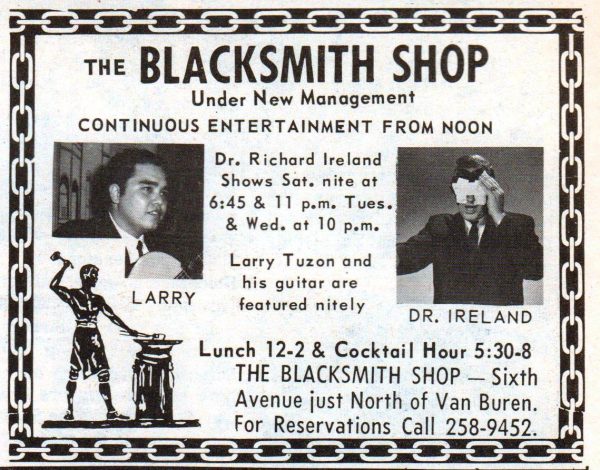 THE BLACKSMITH SHOP
Under New Management
CONTINUOUS ENTERTAINMENT FROM NOON
Dr. Richard Ireland
Shows Sat. nite at
6:45 & 11 p.m. Tues.
& Wed. at 10 p.m.
Larry Tuzon and
his guitar are
featured nitely
LARRY
DR. IRELAND
Lunch 12-2 & Cocktail Hour 5:30-8
THE BLACKSMITH SHOP — Sixth
Avenue just North of Van Buren.
For Reservations Call 258-9452.